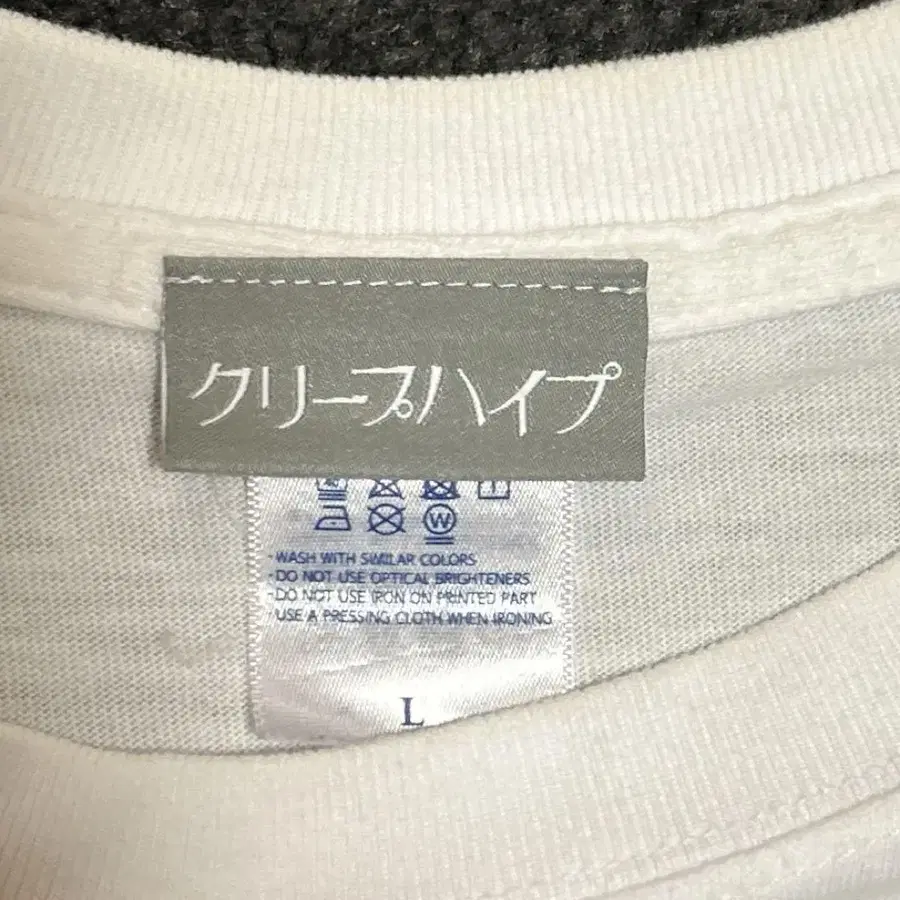 クリープハイプ
W
· WASH WITH SIMILAR COLORS
· DO NOT USE OPTICAL BRIGHTENERS
· DO NOT USE IRON ON PRINTED PART
· USE A PRESSING CLOTH WHEN IRONING
L